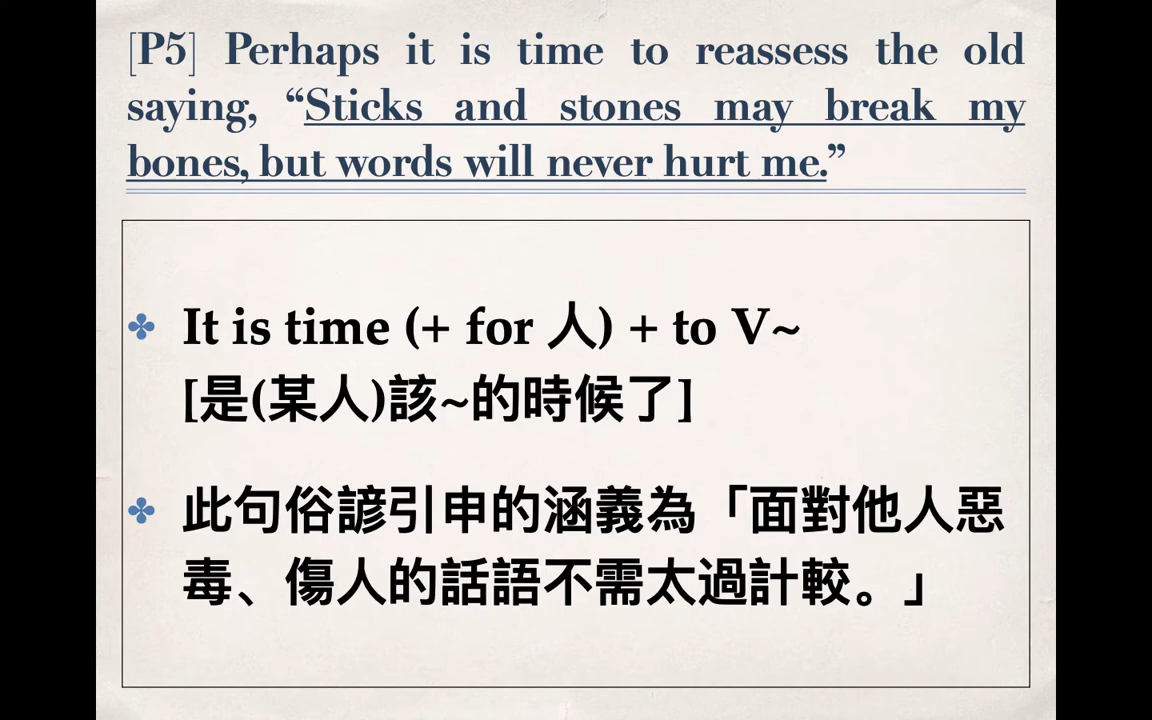 [P5] Perhaps it is time to reassess the old
saying, “Sticks and stones may break my
bones, but words will never hurt me.”
It is time (+ for 人) + to V~
[是(某人)該~的時候了]
此句俗諺引申的涵義為「面對他人惡
毒、傷人的話語不需太過計較。」